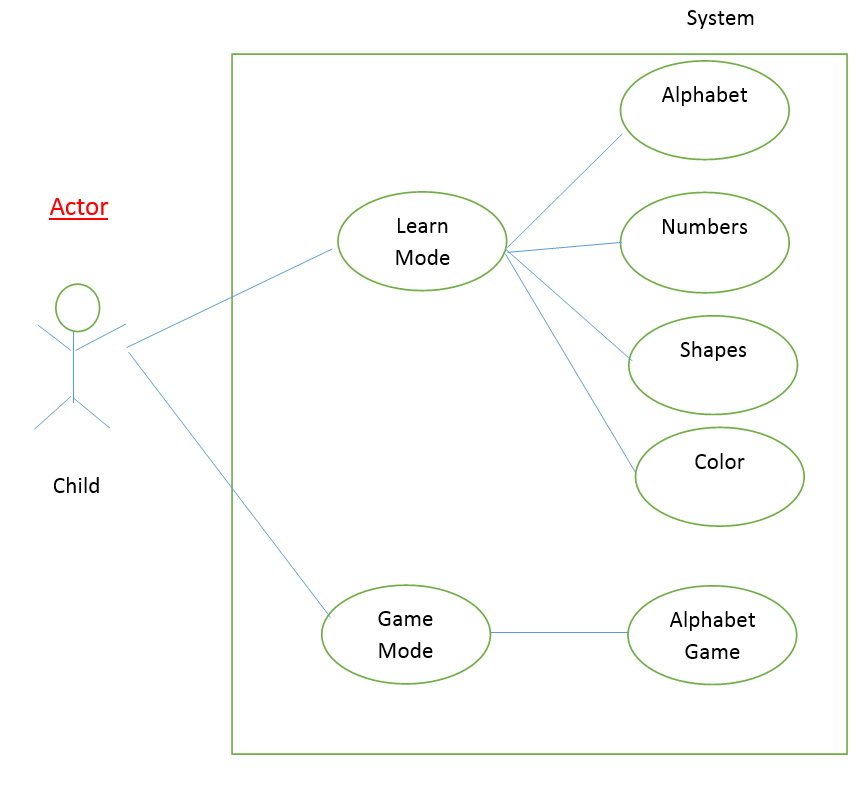 System
Alphabet
Actor
Learn
Mode
Numbers
Shapes
Color
Child
Game
Mode
Alphabet
Game